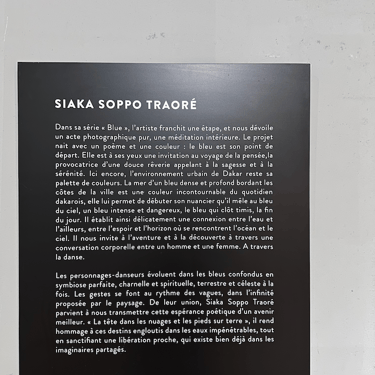 SIAKA SOPPO TRAORÉ
Dans sa série « Blue », l'artiste franchit une étape, et nous dévoile
un acte photographique pur, une méditation intérieure. Le projet
nait avec un poème et une couleur : le bleu est son point de
départ. Elle est à ses yeux une invitation au voyage de la pensée,la
provocatrice d'une douce rêverie appelant à la sagesse et à la
sérénité. Ici encore, l'environnement urbain de Dakar reste sa
palette de couleurs. La mer d'un bleu dense et profond bordant les
côtes de la ville est une couleur incontournable du quotidien
dakarois, elle lui permet de débuter son nuancier qu'il mêle au bleu
du ciel, un bleu intense et dangereux, le bleu qui clôt timis, la fin
du jour. Il établit ainsi délicatement une connexion entre l'eau et
l'ailleurs, entre l'espoir et l'horizon où se rencontrent l'océan et le
ciel. Il nous invite à l'aventure et à la découverte à travers une
conversation corporelle entre un homme et une femme. A travers
la danse.
Les personnages-danseurs évoluent dans les bleus confondus en
symbiose parfaite, charnelle et spirituelle, terrestre et céleste à la
fois. Les gestes se font au rythme des vagues, dans l'infinité
proposée par le paysage. De leur union, Siaka Soppo Traoré
parvient à nous transmettre cette espérance poétique d'un avenir
meilleur. « La tête dans les nuages et les pieds sur terre », il rend
hommage à ces destins engloutis dans les eaux impénétrables, tout
en sanctifiant une libération proche, qui existe bien déjà dans les
imaginaires partagés.